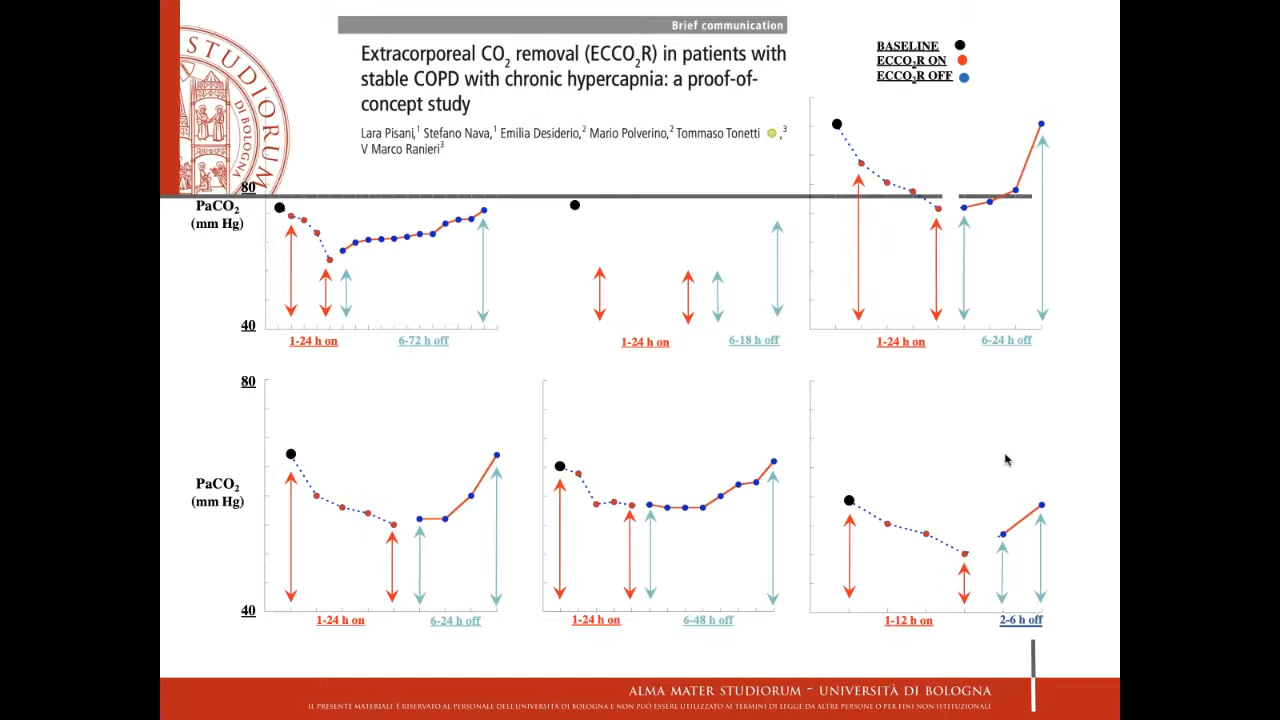 Brief communication
Extracorporeal CO2 removal (ECCO2R) in patients with
stable COPD with chronic hypercapnia: a proof-of-
concept study
Lara Pisani,1 Stefano Nava,1 Emilia Desiderio,2 Mario Polverino,2 Tommaso Tonetti ,3
V Marco Ranieri3
STUDIORUM
DI BOLOGNA
BASELINE
ECCO2R ON
ECCO2R OFF
80
PaCO2
(mm Hg)
40
1-24 h on
6-72 h off
1-24 h on
6-18 h off
1-24 h on
6-24 h off
80
PaCO2
(mm Hg)
40
1-24 h on
6-24 h off
1-24 h on
6-48 h off
1-12 h on
2-6 h off
ALMA MATER STUDIORUM ~ UNIVERSITÀ DI BOLOGNA
IL PRESENTE MATERIALE È RISERVATO AL PERSONALE DELL'UNIVERSITÀ DI BOLOGNA E NON PUÒ ESSERE UTILIZZATO AI TERMINI DI LEGGE DA ALTRE PERSONE O PER FINI NON ISTITUZIONALI